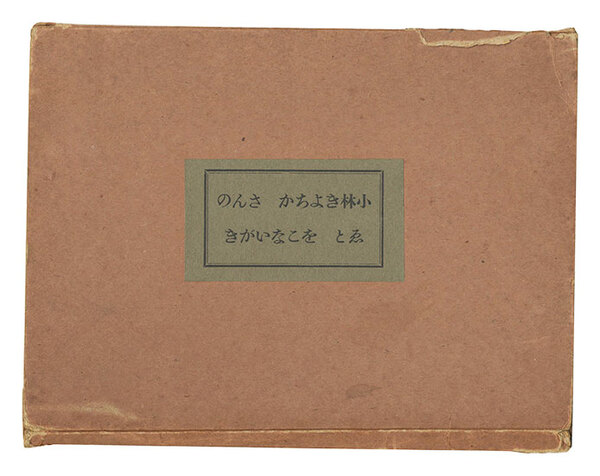 小林きよちか　さんの
ゑ　と　をこないがき